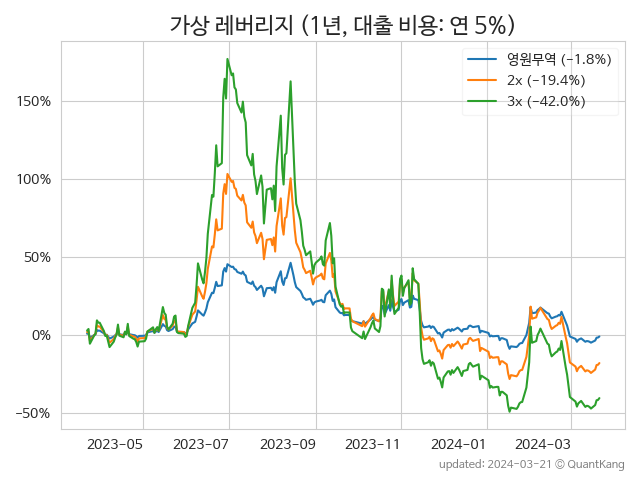 가상 레버리지 (1년, 대출 비용: 연 5%)
영원무역 (−1.8%)
2x (−19.4%)
3x (−42.0%)
150%
100%
50%
0%
−50%
2023-05 2023-07 2023-09 2023-11 2024-01 2024-03
updated: 2024-03-21 © QuantKang